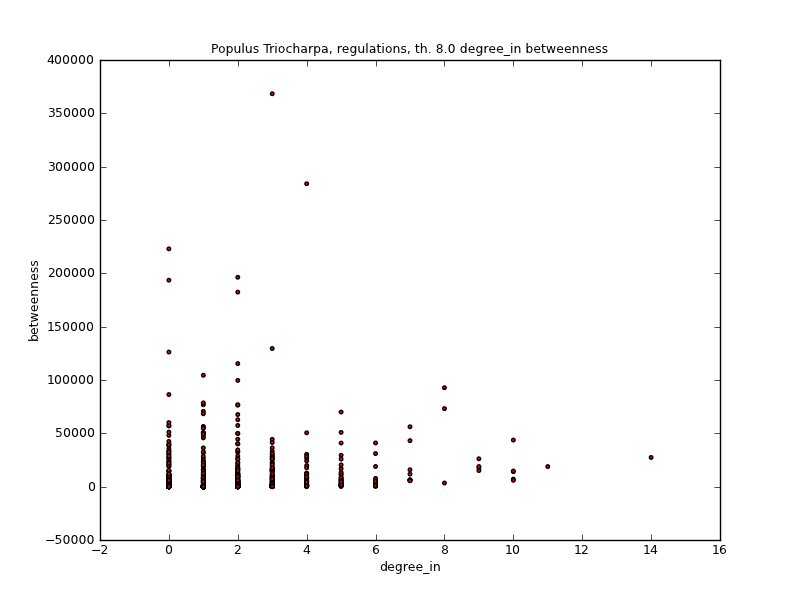 Populus Triocharpa, regulations, th. 8.0 degree_in betweenness
400000
350000
300000
250000
200000
150000
100000
50000
0
−50000
betweenness
−2 0 2 4 6 8 10 12 14 16
degree_in